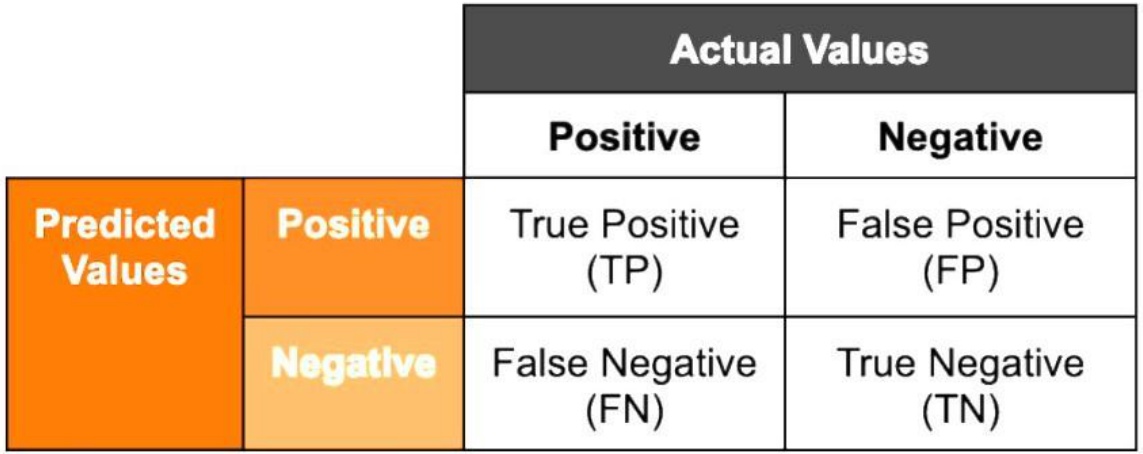 Actual Values
Positive Negative
Predicted Values Positive True Positive (TP) False Positive (FP)
Negative False Negative (FN) True Negative (TN)